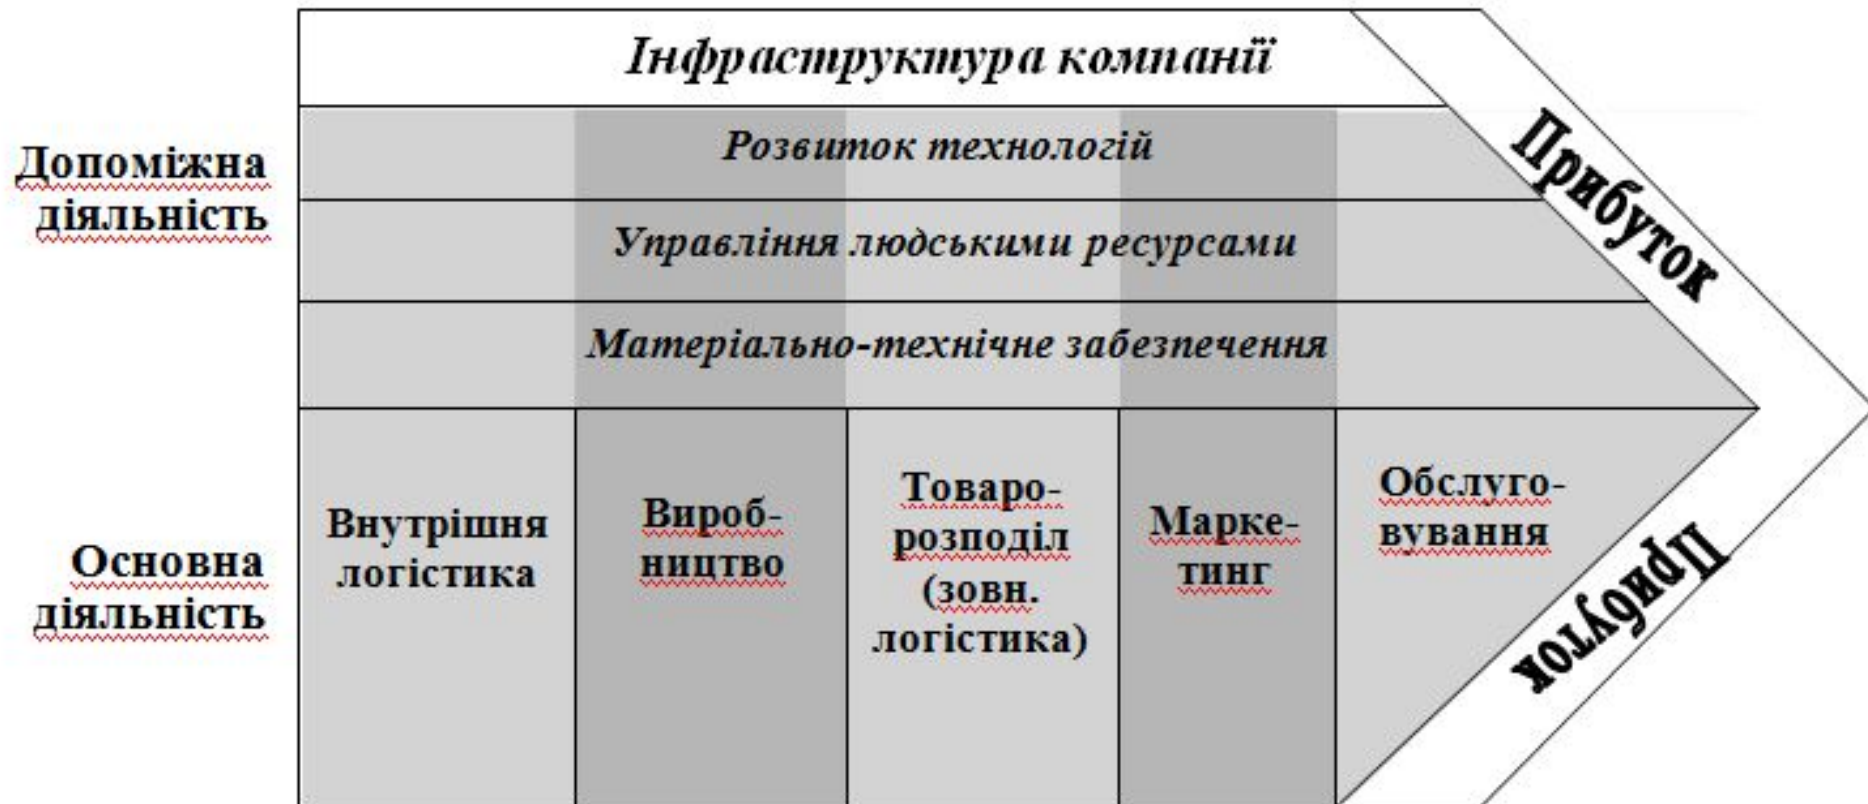 Інфраструктура компанії
Розвиток технологій
Допоміжна
діяльність
Управління людськими ресурсами
Матеріально-технічне забезпечення
Прибуток
Основна
діяльність
Внутрішня
логістика
Вироб-
ництво
Товаро-
розподіл
(зовн.
логістика)
Марке-
тинг
Обслуго-
вування
Прибуток